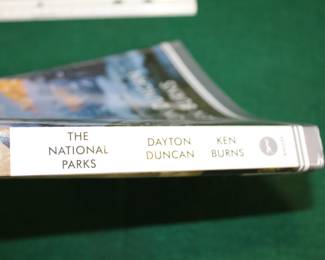 THE
NATIONAL
PARKS
DAYTON
DUNCAN
KEN
BURNS